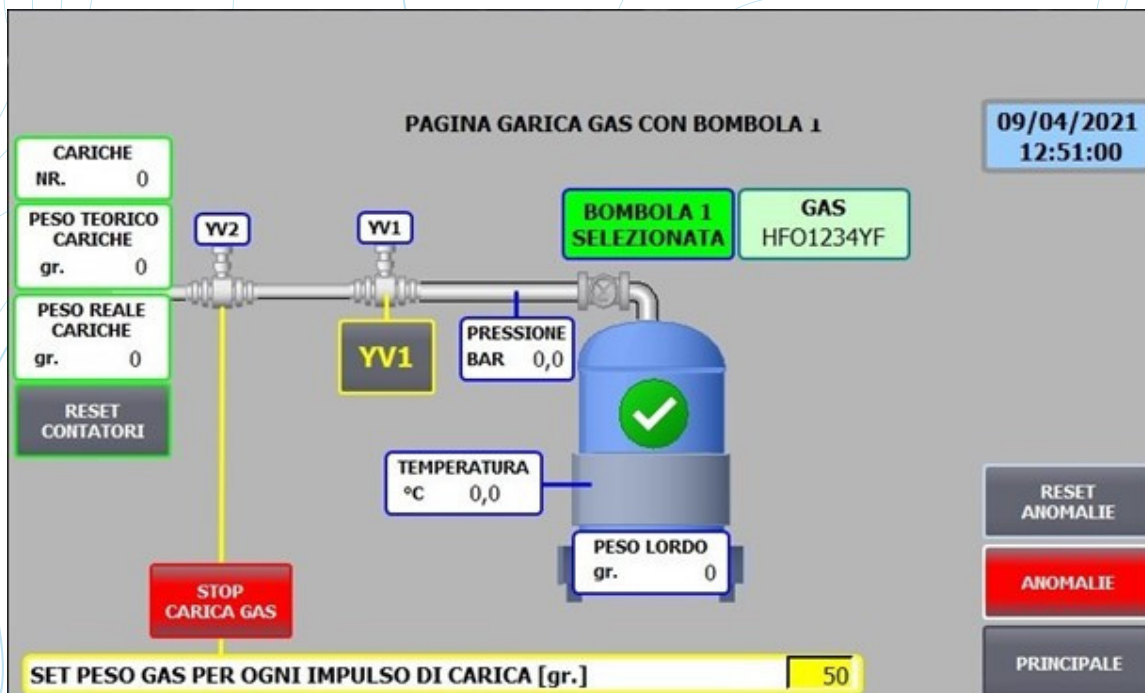 PAGINA GARICA GAS CON BOMBOLA 1
09/04/2021
12:51:00
CARICHE
NR. 0
PESO TEORICO
CARICHE
gr. 0
PESO REALE
CARICHE
gr. 0
RESET
CONTATORI
YV2
YV1
BOMBOLA 1
SELEZIONATA
GAS
HFO1234YF
YV1
PRESSIONE
BAR 0,0
TEMPERATURA
°C 0,0
PESO LORDO
gr. 0
STOP
CARICA GAS
RESET
ANOMALIE
ANOMALIE
PRINCIPALE
SET PESO GAS PER OGNI IMPULSO DI CARICA [gr.] 50